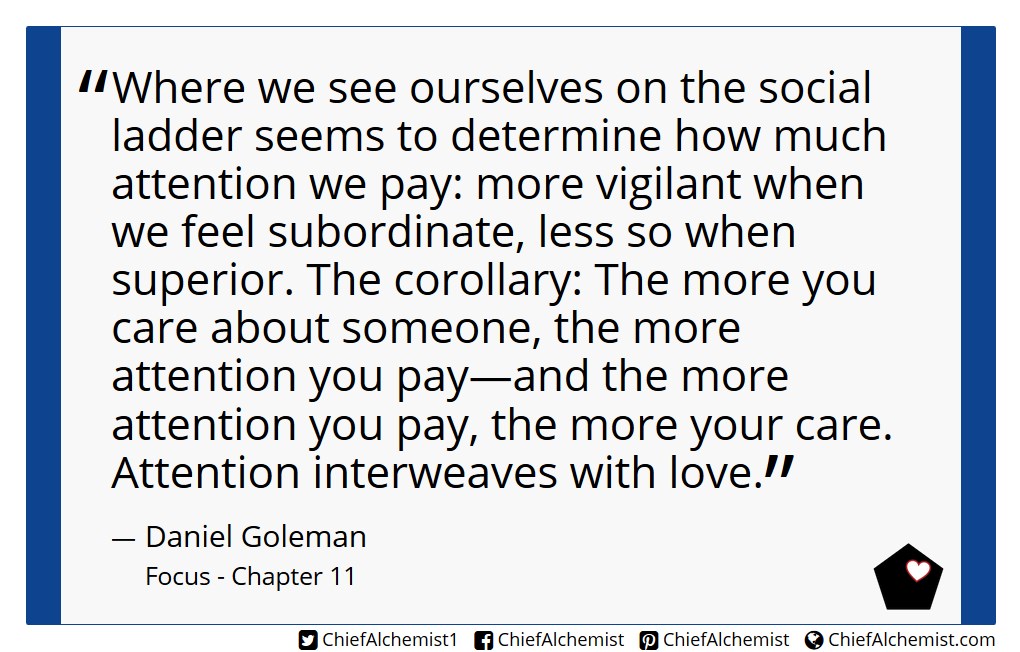 “Where we see ourselves on the social
ladder seems to determine how much
attention we pay: more vigilant when
we feel subordinate, less so when
superior. The corollary: The more you
care about someone, the more
attention you pay—and the more
attention you pay, the more your care.
Attention interweaves with love.”
— Daniel Goleman
Focus - Chapter 11
ChiefAlchemist1 ChiefAlchemist ChiefAlchemist ChiefAlchemist.com